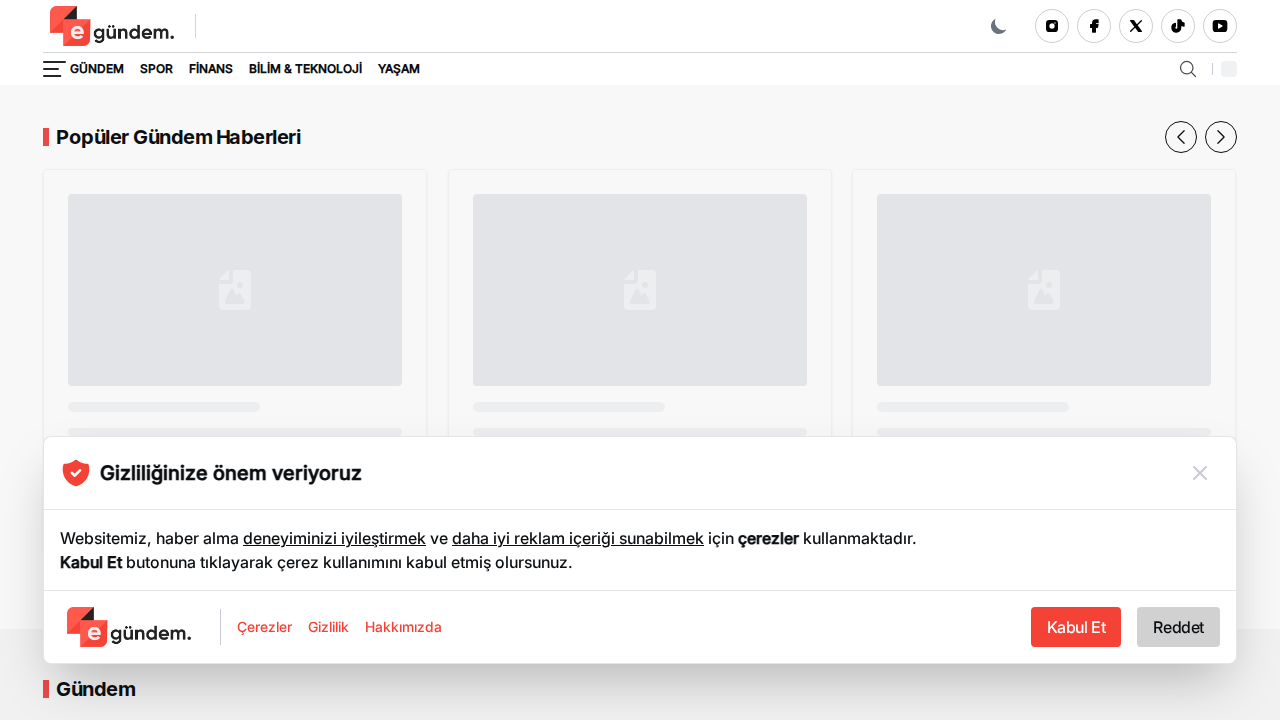 e gündem.
GÜNDEM SPOR FİNANS BİLİM & TEKNOLOJİ YAŞAM
Popüler Gündem Haberleri
Gizliliğinize önem veriyoruz
Websitemiz, haber alma deneyiminizi iyileştirmek ve daha iyi reklam içeriği sunabilmek için çerezler kullanmaktadır.
Kabul Et butonuna tıklayarak çerez kullanımını kabul etmiş olursunuz.
e gündem. Çerezler Gizlilik Hakkımızda Kabul Et Reddet
Gündem